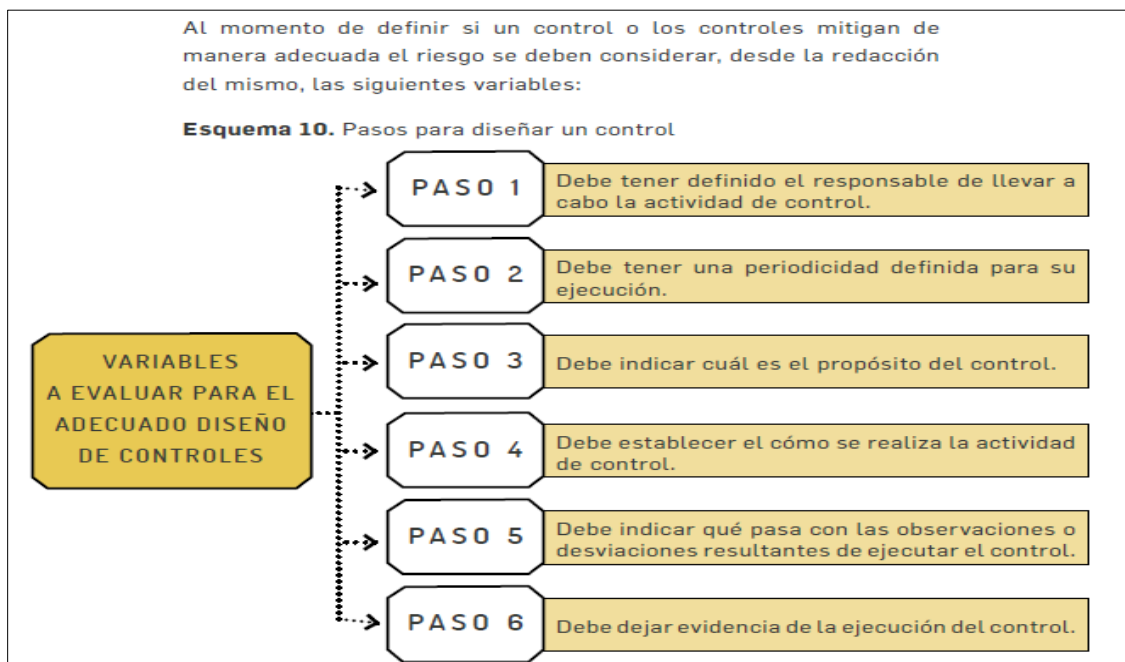 Al momento de definir si un control o los controles mitigan de
manera adecuada el riesgo se deben considerar, desde la redacción
del mismo, las siguientes variables:
Esquema 10. Pasos para diseñar un control
VARIABLES
A EVALUAR PARA EL
ADECUADO DISEÑO
DE CONTROLES
PASO 1
Debe tener definido el responsable de llevar a
cabo la actividad de control.
PASO 2
Debe tener una periodicidad definida para su
ejecución.
PASO 3
Debe indicar cuál es el propósito del control.
PASO 4
Debe establecer el cómo se realiza la actividad
de control.
PASO 5
Debe indicar qué pasa con las observaciones o
desviaciones resultantes de ejecutar el control.
PASO 6
Debe dejar evidencia de la ejecución del control.